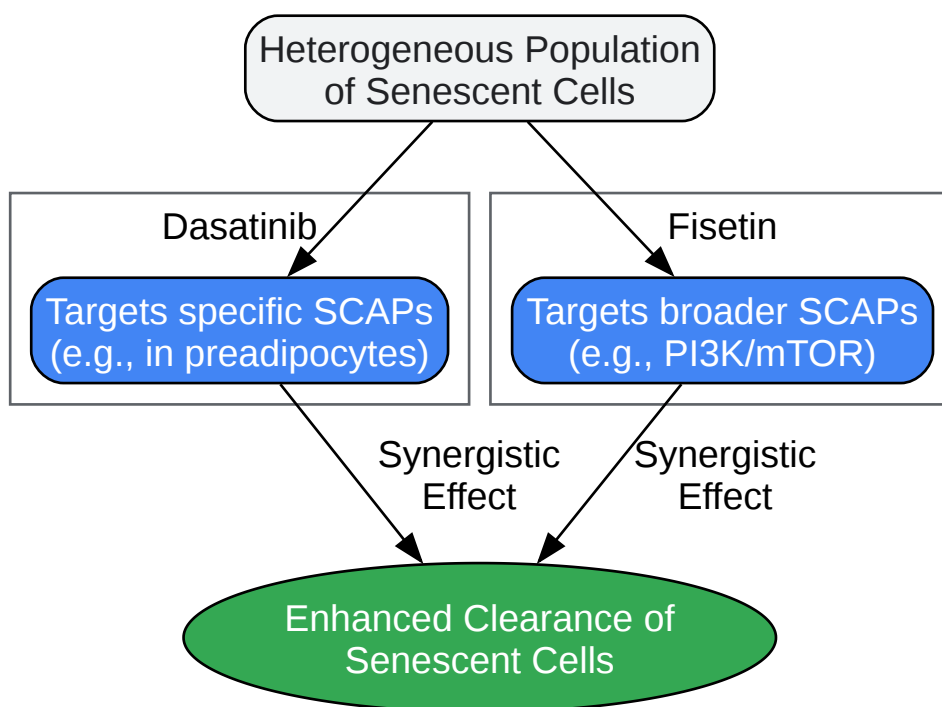 Heterogeneous Population
of Senescent Cells
Dasatinib
Targets specific SCAPs
(e.g., in preadipocytes)
Fisetin
Targets broader SCAPs
(e.g., PI3K/mTOR)
Synergistic
Effect
Synergistic
Effect
Enhanced Clearance of
Senescent Cells